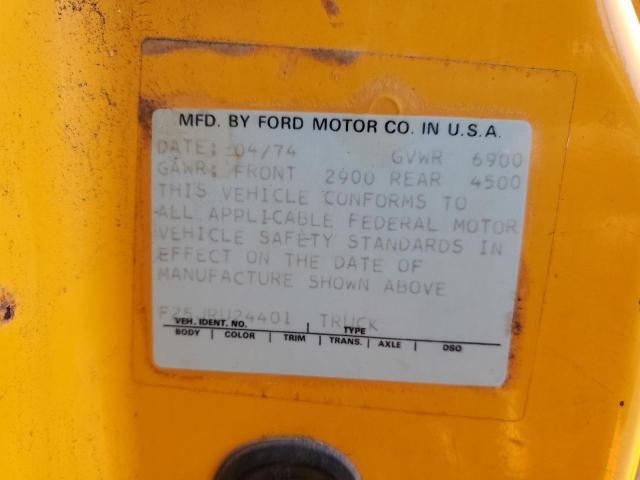 MFD. BY FORD MOTOR CO. IN U.S.A.
DATE: 04/74 GVWR 6900
GAWR: FRONT 2900 REAR 4500
THIS VEHICLE CONFORMS TO
ALL APPLICABLE FEDERAL MOTOR
VEHICLE SAFETY STANDARDS IN
EFFECT ON THE DATE OF
MANUFACTURE SHOWN ABOVE
F25JRU24401 TRUCK
VEH. IDENT. NO. TYPE
BODY COLOR TRIM TRANS. AXLE DSO